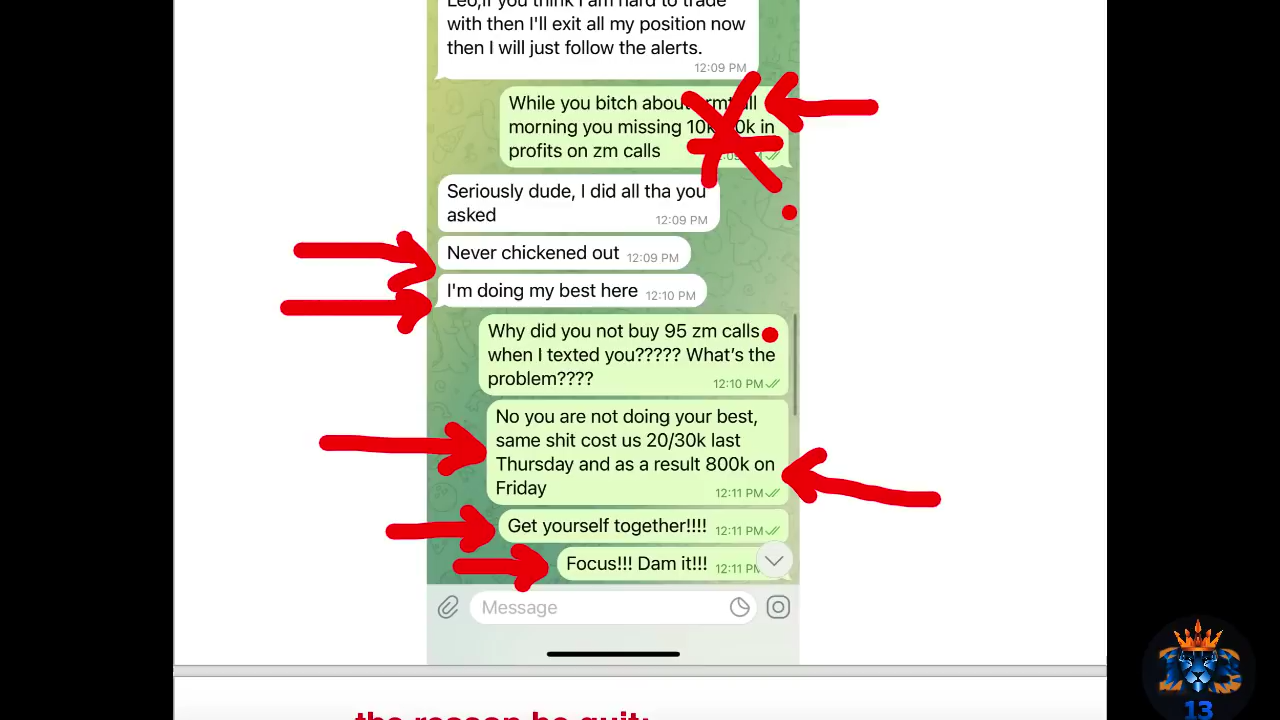 Leo,if you think I am hard to trade
with then I'll exit all my position now
then I will just follow the alerts.
12:09 PM
While you bitch about all
morning you missing in
profits on zm calls
Seriously dude, I did all tha you
asked
12:09 PM
Never chickened out
12:09 PM
I'm doing my best here
12:10 PM
Why did you not buy 95 zm calls
when I texted you????? What's the
problem????
12:10 PM
No you are not doing your best,
same shit cost us 20/30k last
Thursday and as a result 800k on
Friday
12:11 PM
Get yourself together!!!!
12:11 PM
Focus!!! Dam it!!!
12:11 PM
Message
the reason he quit:
13